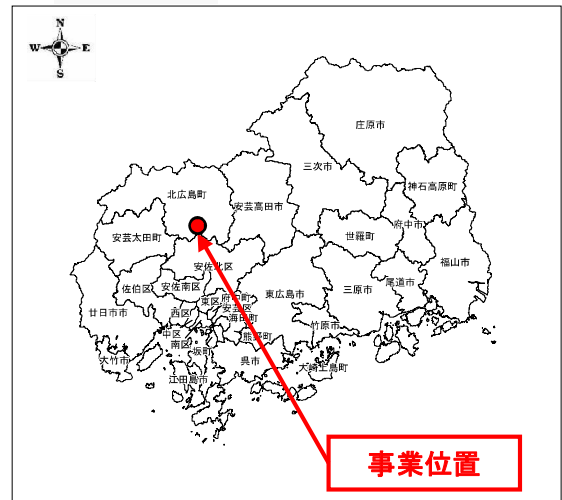 N
W E
S
庄原市
三次市
神石高原町
北広島町
安芸高田市
府中市
世羅町
安芸太田町
福山市
安佐北区
尾道市
佐伯区
安佐南区
東広島市
三原市
東区
府中町
安芸区
廿日市市
西区
海田町
竹原市
中区
熊野町
南区
坂町
大竹市
呉市
大崎上島町
江田島市
事業位置